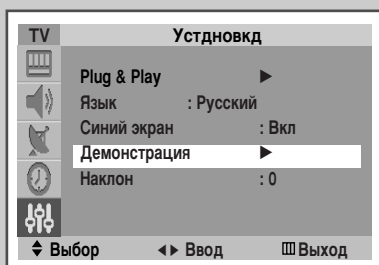 TV Устдновкд
Plug & Play ►
Язык : Русский
Синий экран : Вкл
Демонстрация ►
Наклон : 0
Выбор Ввод Выход